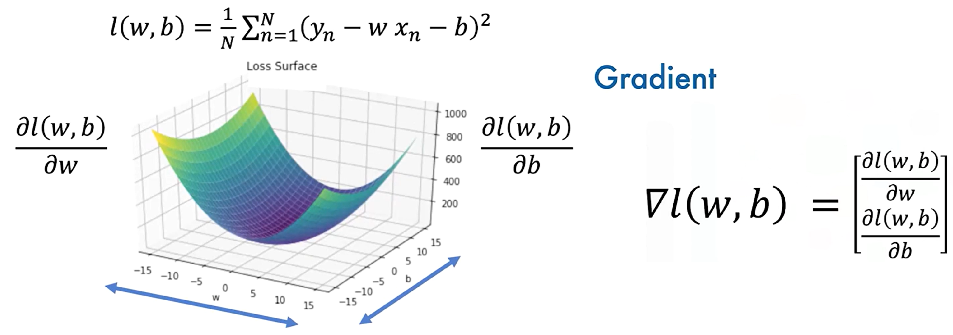 l(w, b) = 1/N ∑_{n=1}^{N}(y_n − w x_n − b)²
Loss Surface
Gradient
∂l(w, b)/∂w
∂l(w, b)/∂b
1000
800
600
400
200
∇l(w, b) = [∂l(w, b)/∂w
∂l(w, b)/∂b]
−15 −10 −5 0 5 10 15
w
−15 −10 −5 0 5 10 15
b